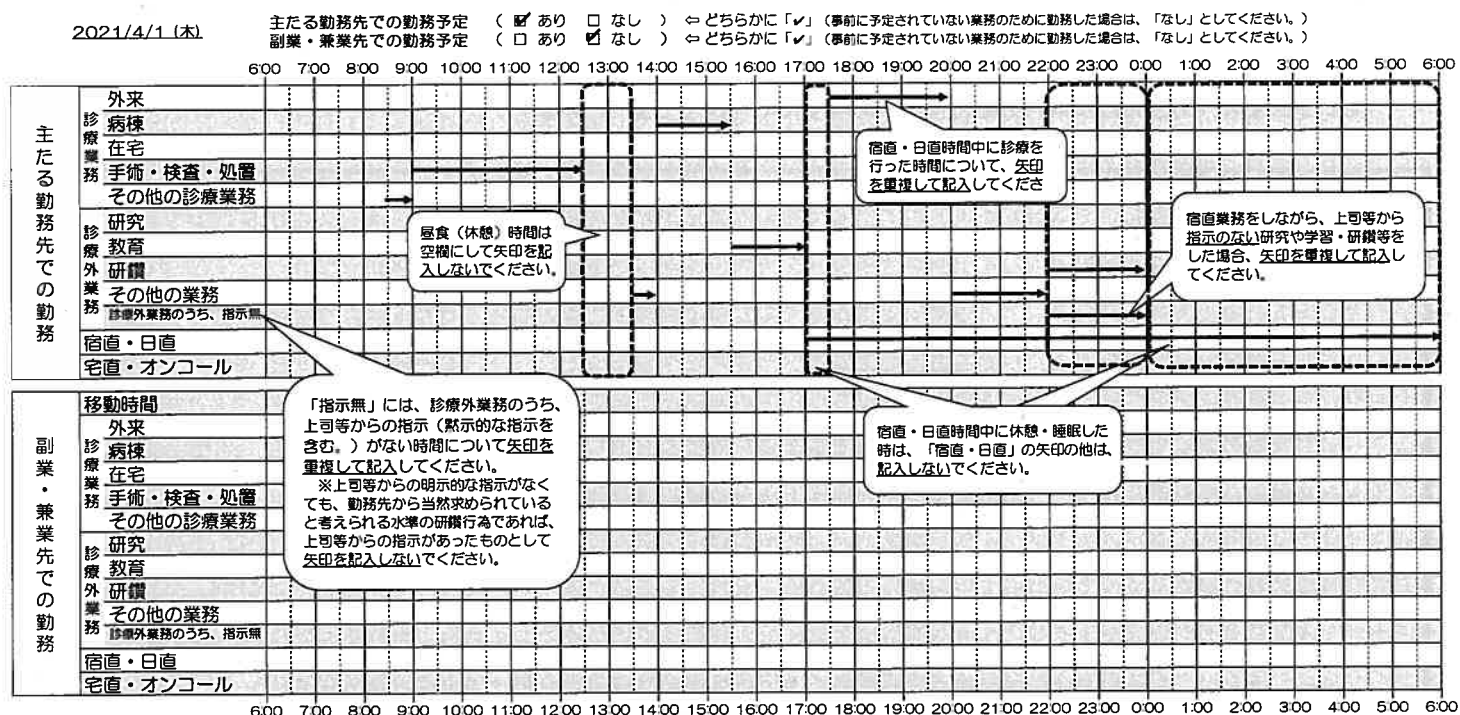 2021/4/1 (木)
主たる勤務先での勤務予定 ( ☑ あり □ なし ) ⇦ どちらかに「✔」(事前に予定されていない業務のために勤務した場合は、「なし」としてください。)
副業・兼業先での勤務予定 ( □ あり ☑ なし ) ⇦ どちらかに「✔」(事前に予定されていない業務のために勤務した場合は、「なし」としてください。)
6:00 7:00 8:00 9:00 10:00 11:00 12:00 13:00 14:00 15:00 16:00 17:00 18:00 19:00 20:00 21:00 22:00 23:00 0:00 1:00 2:00 3:00 4:00 5:00 6:00
主たる勤務先での勤務
診療業務
外来
病棟
在宅
手術・検査・処置
その他の診療業務
診療外業務
研究
教育
研鑽
その他の業務
診療外業務のうち、指示無
宿直・日直
宅直・オンコール
宿直・日直時間中に診療を
行った時間について、矢印
を重複して記入してくださ
昼食（休憩）時間は
空欄にして矢印を記
入しないでください。
宿直業務をしながら、上司等から
指示のない研究や学習・研鑽等を
した場合、矢印を重複して記入し
てください。
「指示無」には、診療外業務のうち、
上司等からの指示（黙示的な指示を
含む。）がない時間について矢印を
重複して記入してください。
※上司等からの明示的な指示がなく
ても、勤務先から当然求められている
と考えられる水準の研鑽行為であれば、
上司等からの指示があったものとして
矢印を記入しないでください。
宿直・日直時間中に休憩・睡眠した
時は、「宿直・日直」の矢印の他は、
記入しないでください。
副業・兼業先での勤務
移動時間
診療業務
外来
病棟
在宅
手術・検査・処置
その他の診療業務
診療外業務
研究
教育
研鑽
その他の業務
診療外業務のうち、指示無
宿直・日直
宅直・オンコール
6:00 7:00 8:00 9:00 10:00 11:00 12:00 13:00 14:00 15:00 16:00 17:00 18:00 19:00 20:00 21:00 22:00 23:00 0:00 1:00 2:00 3:00 4:00 5:00 6:00